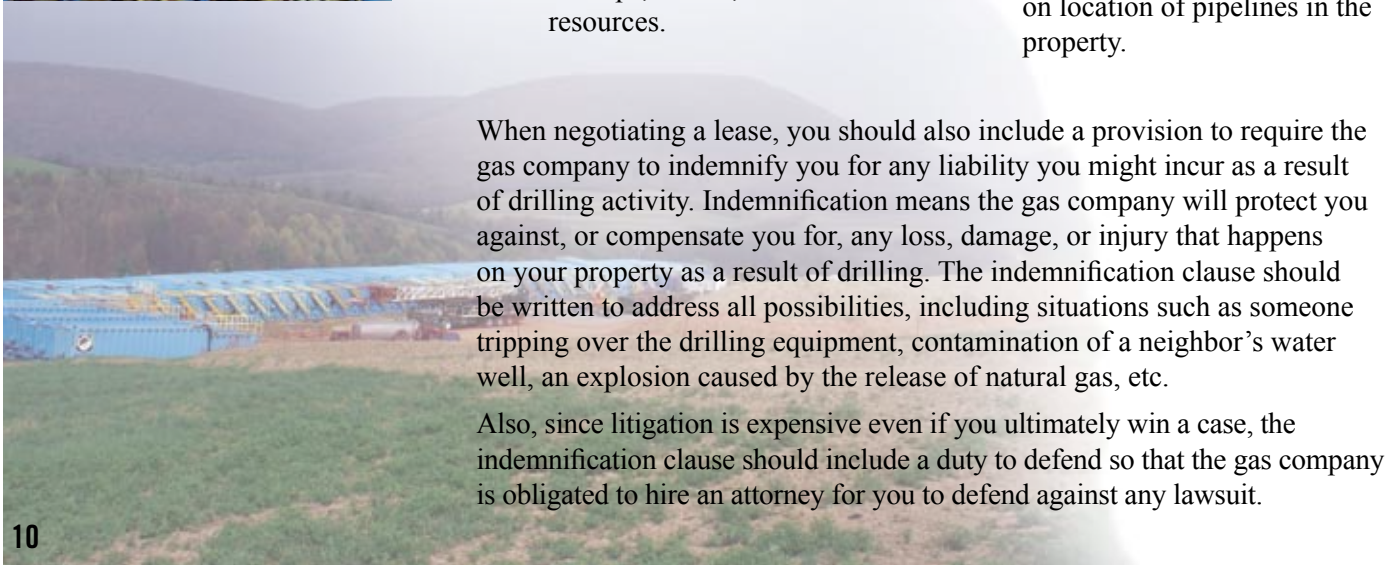 resources.
on location of pipelines in the
property.
When negotiating a lease, you should also include a provision to require the
gas company to indemnify you for any liability you might incur as a result
of drilling activity. Indemnification means the gas company will protect you
against, or compensate you for, any loss, damage, or injury that happens
on your property as a result of drilling. The indemnification clause should
be written to address all possibilities, including situations such as someone
tripping over the drilling equipment, contamination of a neighbor’s water
well, an explosion caused by the release of natural gas, etc.
Also, since litigation is expensive even if you ultimately win a case, the
indemnification clause should include a duty to defend so that the gas company
is obligated to hire an attorney for you to defend against any lawsuit.
10